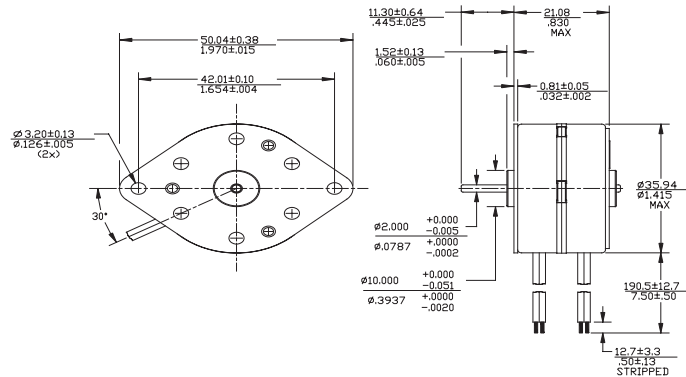 11.30±0.64
.445±.025
21.08
.830
MAX
50.04±0.38
1.970±.015
1.52±0.13
.060±.005
42.01±0.10
1.654±.004
0.81±0.05
.032±.002
Ø3.20±0.13
Ø.126±.005
(2x)
30°
Ø35.94
Ø1.415
MAX
Ø2.000 +0.000
-0.005
Ø.0787 +.0000
-.0002
Ø10.000 +0.000
-0.051
Ø.3937 +.0000
-.0020
190.5±12.7
7.50±.50
12.7±3.3
.50±.13
STRIPPED